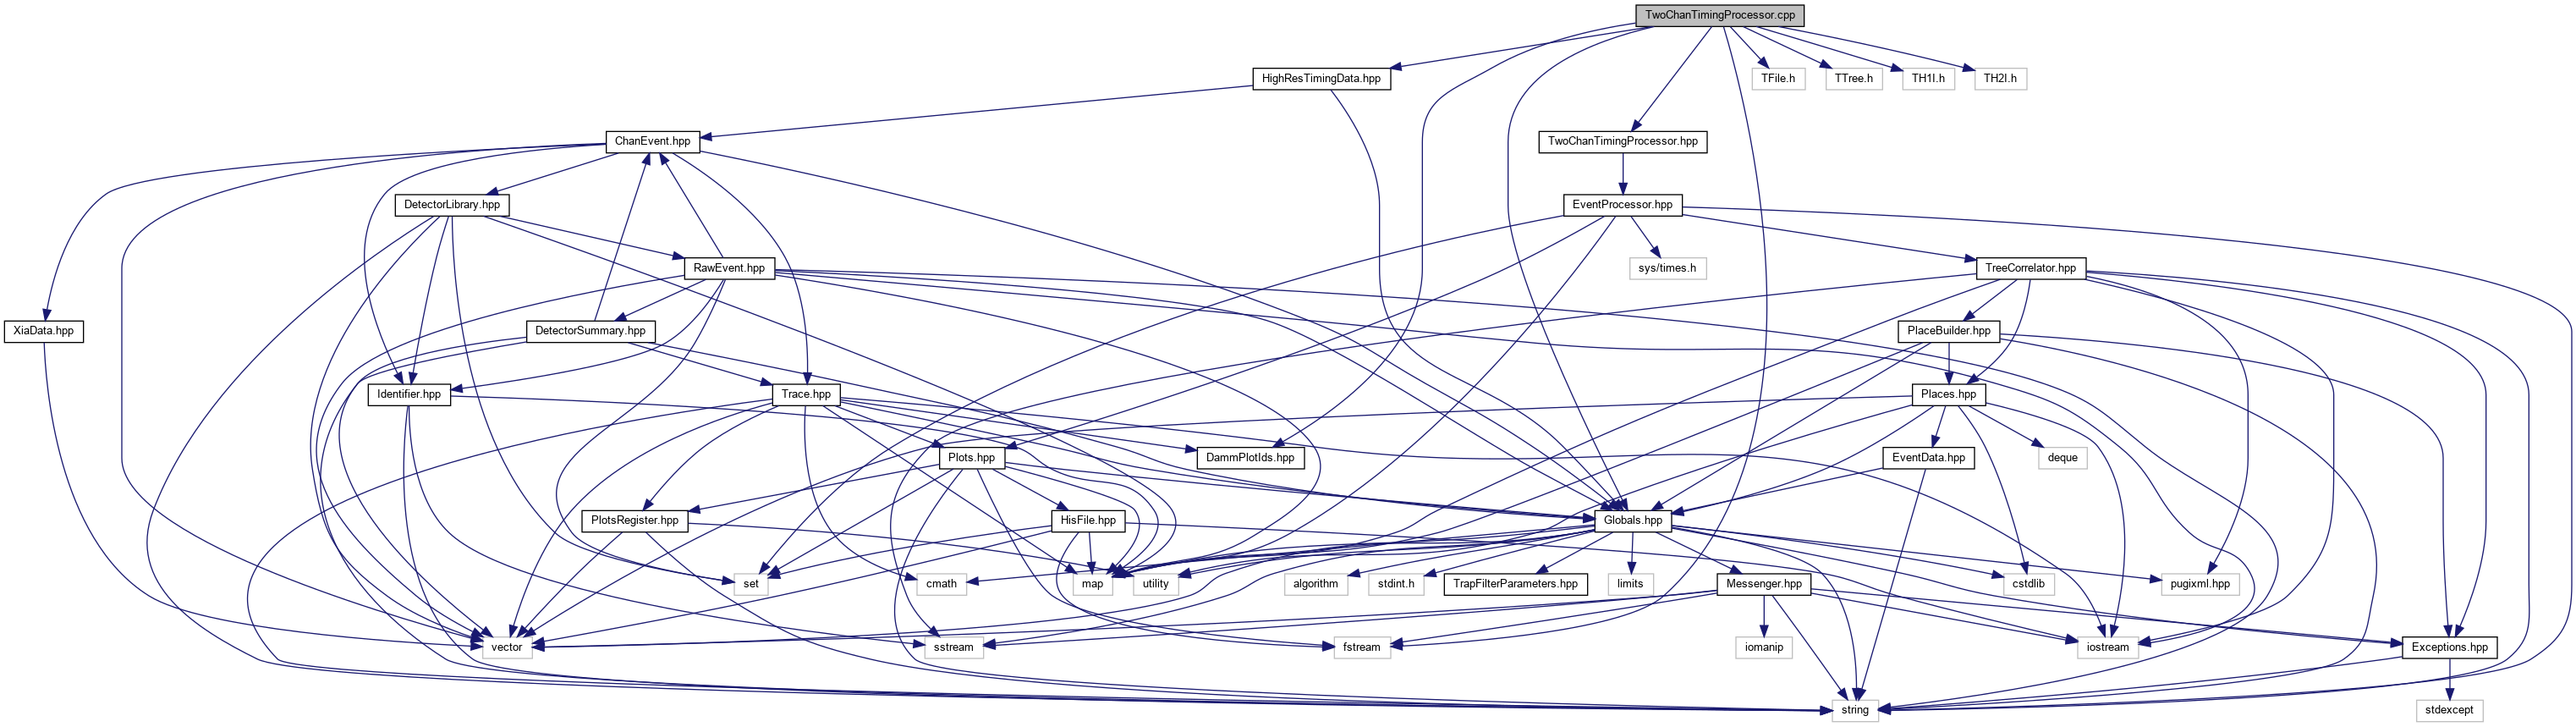 TwoChanTimingProcessor.cpp
HighResTimingData.hpp
TFile.h
TTree.h
TH1I.h
TH2I.h
ChanEvent.hpp
TwoChanTimingProcessor.hpp
DetectorLibrary.hpp
EventProcessor.hpp
RawEvent.hpp
sys/times.h
TreeCorrelator.hpp
XiaData.hpp
DetectorSummary.hpp
PlaceBuilder.hpp
Identifier.hpp
Trace.hpp
Places.hpp
Plots.hpp
DammPlotIds.hpp
EventData.hpp
deque
PlotsRegister.hpp
HisFile.hpp
Globals.hpp
set
cmath
map
utility
algorithm
stdint.h
TrapFilterParameters.hpp
limits
Messenger.hpp
cstdlib
pugixml.hpp
vector
sstream
fstream
iomanip
iostream
Exceptions.hpp
string
stdexcept